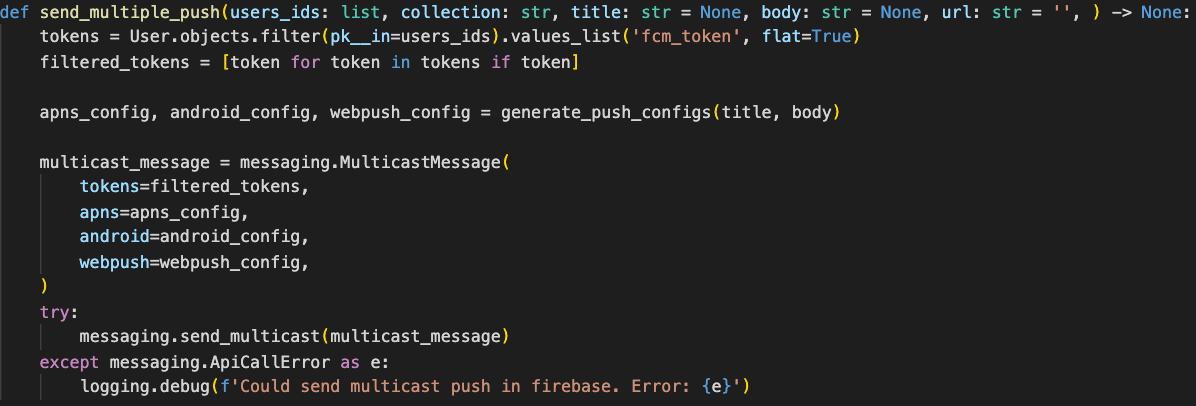 def send_multiple_push(users_ids: list, collection: str, title: str = None, body: str = None, url: str = '', ) -> None:
    tokens = User.objects.filter(pk__in=users_ids).values_list('fcm_token', flat=True)
    filtered_tokens = [token for token in tokens if token]

    apns_config, android_config, webpush_config = generate_push_configs(title, body)

    multicast_message = messaging.MulticastMessage(
        tokens=filtered_tokens,
        apns=apns_config,
        android=android_config,
        webpush=webpush_config,
    )
    try:
        messaging.send_multicast(multicast_message)
    except messaging.ApiCallError as e:
        logging.debug(f'Could send multicast push in firebase. Error: {e}')